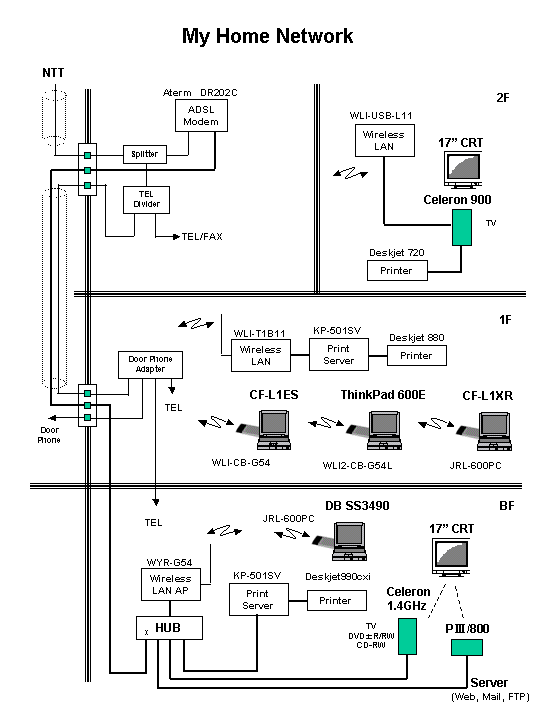 My Home Network
NTT
Aterm DR202C
ADSL
Modem
Splitter
TEL
Divider
TEL/FAX
2F
WLI-USB-L11
Wireless
LAN
17” CRT
Celeron 900
TV
Deskjet 720
Printer
1F
WLI-T1B11
Wireless
LAN
KP-501SV
Print
Server
Deskjet 880
Printer
Door Phone
Adapter
TEL
Door
Phone
CF-L1ES
WLI-CB-G54
ThinkPad 600E
WLI2-CB-G54L
CF-L1XR
JRL-600PC
TEL
BF
DB SS3490
JRL-600PC
17” CRT
WYR-G54
Wireless
LAN AP
KP-501SV
Print
Server
Deskjet990cxi
Printer
Celeron
1.4GHz
x HUB
TV
DVD±R/RW
CD-RW
PⅢ/800
Server
(Web, Mail, FTP)